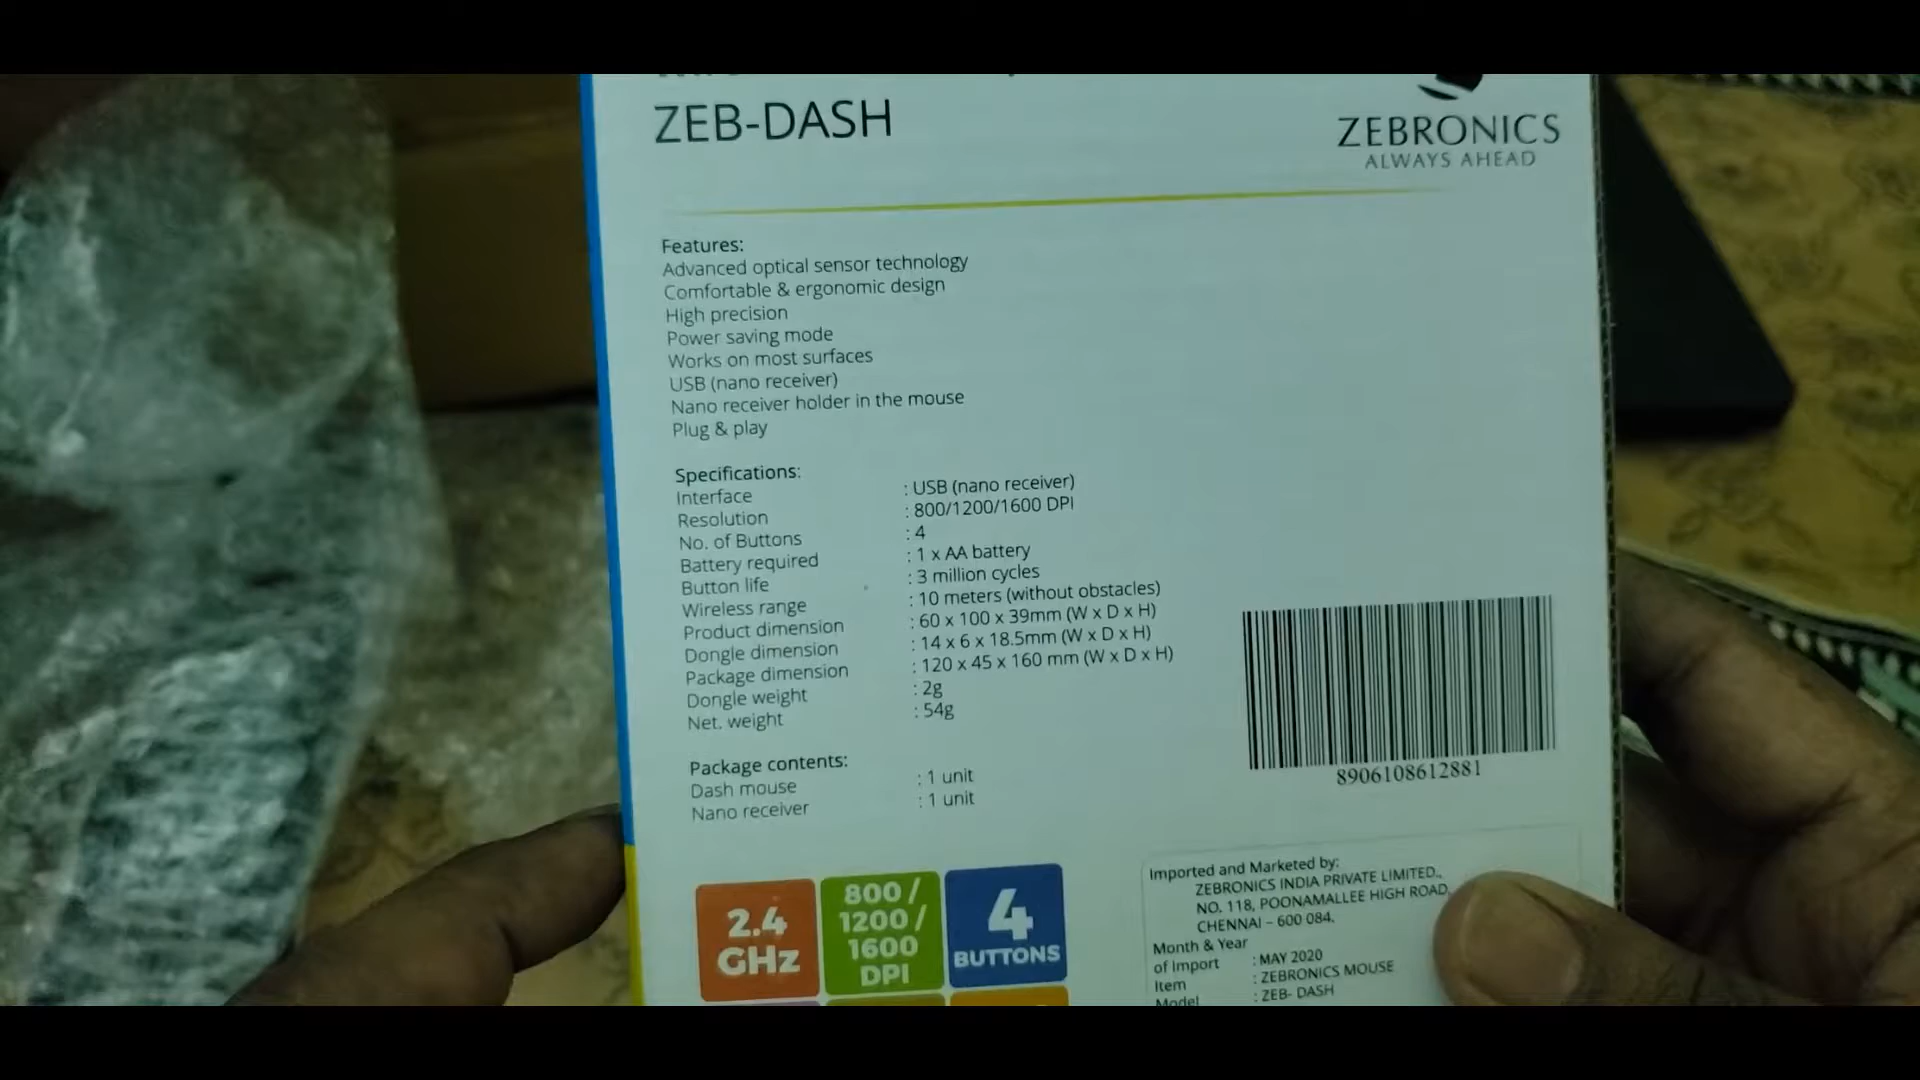 ZEB-DASH
ZEBRONICS
ALWAYS AHEAD
Features:
Advanced optical sensor technology
Comfortable & ergonomic design
High precision
Power saving mode
Works on most surfaces
USB (nano receiver)
Nano receiver holder in the mouse
Plug & play
Specifications:
Interface : USB (nano receiver)
Resolution : 800/1200/1600 DPI
No. of Buttons : 4
Battery required : 1 x AA battery
Button life : 3 million cycles
Wireless range : 10 meters (without obstacles)
Product dimension : 60 x 100 x 39mm (W x D x H)
Dongle dimension : 14 x 6 x 18.5mm (W x D x H)
Package dimension : 120 x 45 x 160 mm (W x D x H)
Dongle weight : 2g
Net. weight : 54g
8906108612881
Package contents:
Dash mouse : 1 unit
Nano receiver : 1 unit
2.4
GHz
800 /
1200 /
1600
DPI
4
BUTTONS
Imported and Marketed by:
ZEBRONICS INDIA PRIVATE LIMITED.,
NO. 118, POONAMALLEE HIGH ROAD,
CHENNAI – 600 084.
Month & Year
of Import : MAY 2020
Item : ZEBRONICS MOUSE
Model : ZEB- DASH